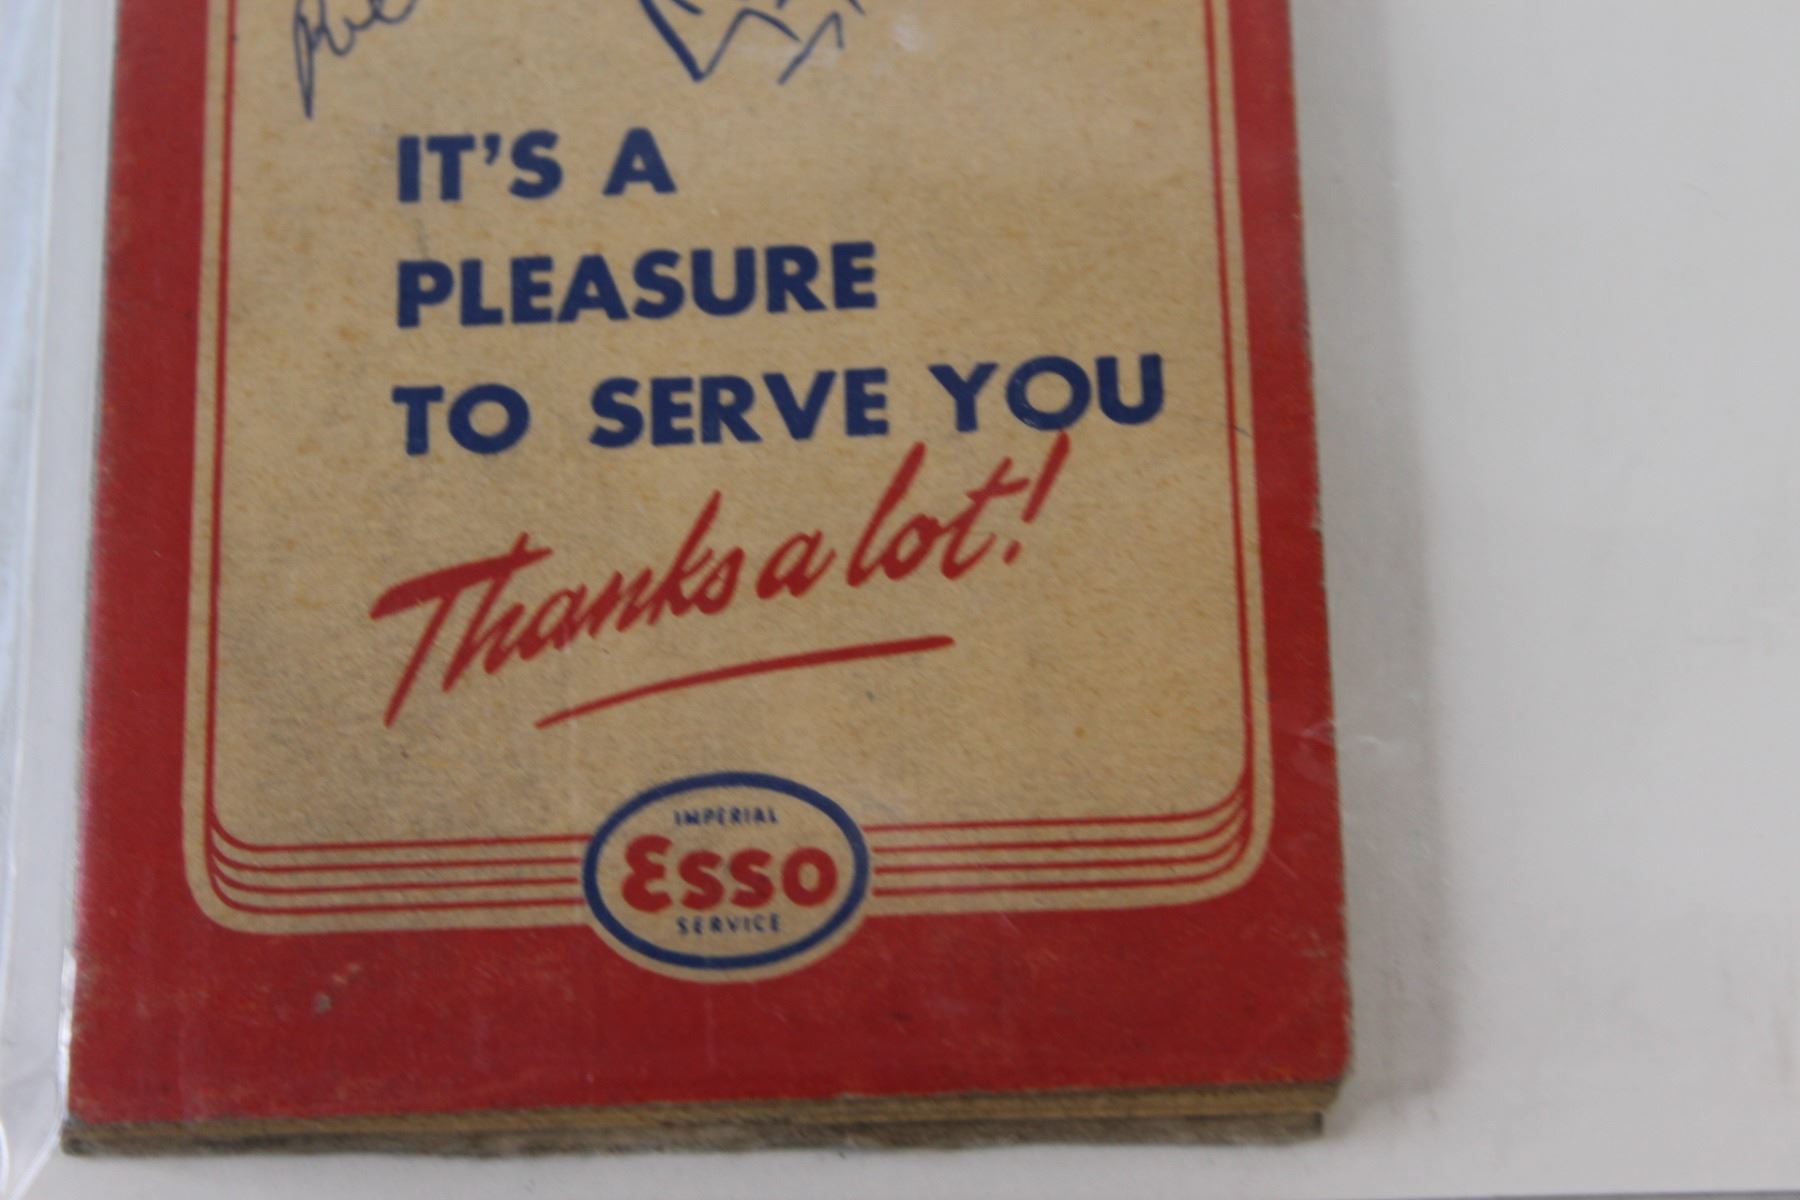 IT'S A
PLEASURE
TO SERVE YOU
Thanks a lot!
IMPERIAL
Esso
SERVICE